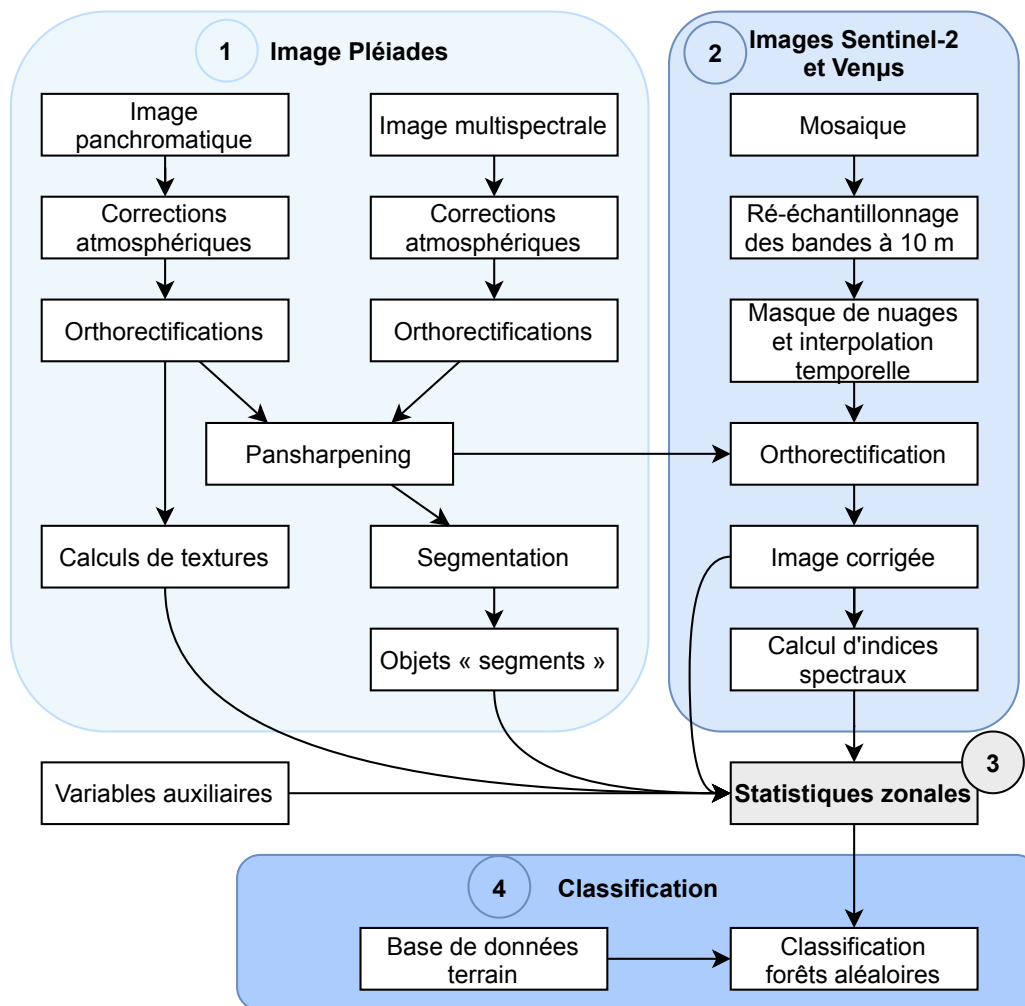 1
Image Pléiades
Image
panchromatique
Image multispectrale
Corrections
atmosphériques
Corrections
atmosphériques
Orthorectifications
Orthorectifications
Pansharpening
Calculs de textures
Segmentation
Objets « segments »
2
Images Sentinel-2
et Venµs
Mosaique
Ré-échantillonnage
des bandes à 10 m
Masque de nuages
et interpolation
temporelle
Orthorectification
Image corrigée
Calcul d'indices
spectraux
Variables auxiliaires
3
Statistiques zonales
4
Classification
Base de données
terrain
Classification
forêts aléaloires